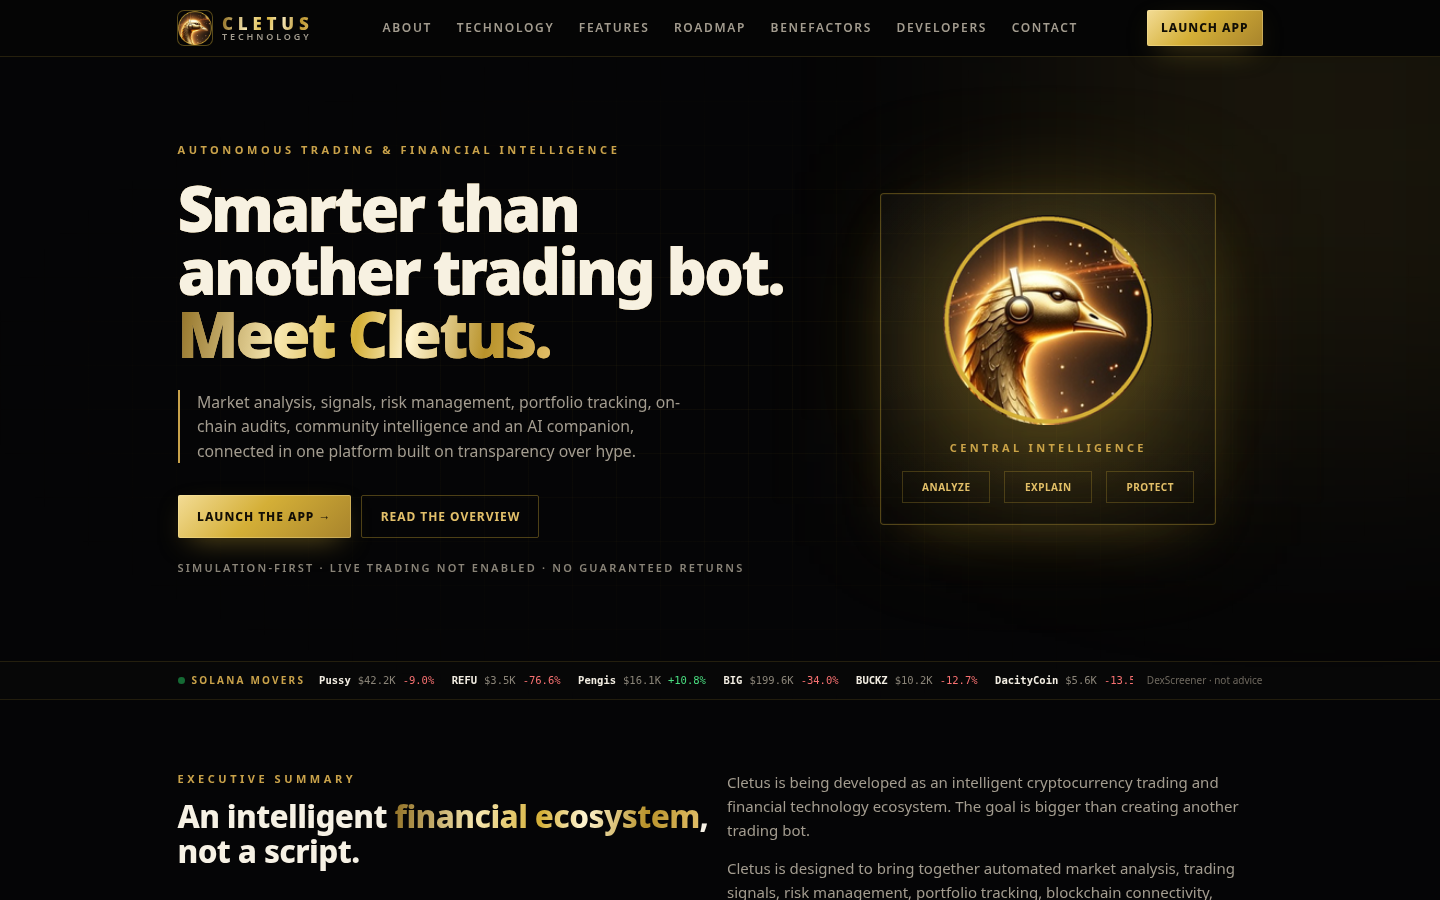 CLETUS
TECHNOLOGY
ABOUT TECHNOLOGY FEATURES ROADMAP BENEFACTORS DEVELOPERS CONTACT
LAUNCH APP
AUTONOMOUS TRADING & FINANCIAL INTELLIGENCE
Smarter than
another trading bot.
Meet Cletus.
Market analysis, signals, risk management, portfolio tracking, on-
chain audits, community intelligence and an AI companion,
connected in one platform built on transparency over hype.
LAUNCH THE APP →
READ THE OVERVIEW
SIMULATION-FIRST · LIVE TRADING NOT ENABLED · NO GUARANTEED RETURNS
CENTRAL INTELLIGENCE
ANALYZE EXPLAIN PROTECT
SOLANA MOVERS Pussy $42.2K -9.0% REFU $3.5K -76.6% Pengis $16.1K +10.8% BIG $199.6K -34.0% BUCKZ $10.2K -12.7% DacityCoin $5.6K -13.5 DexScreener · not advice
EXECUTIVE SUMMARY
An intelligent financial ecosystem,
not a script.
Cletus is being developed as an intelligent cryptocurrency trading and
financial technology ecosystem. The goal is bigger than creating another
trading bot.
Cletus is designed to bring together automated market analysis, trading
signals, risk management, portfolio tracking, blockchain connectivity,